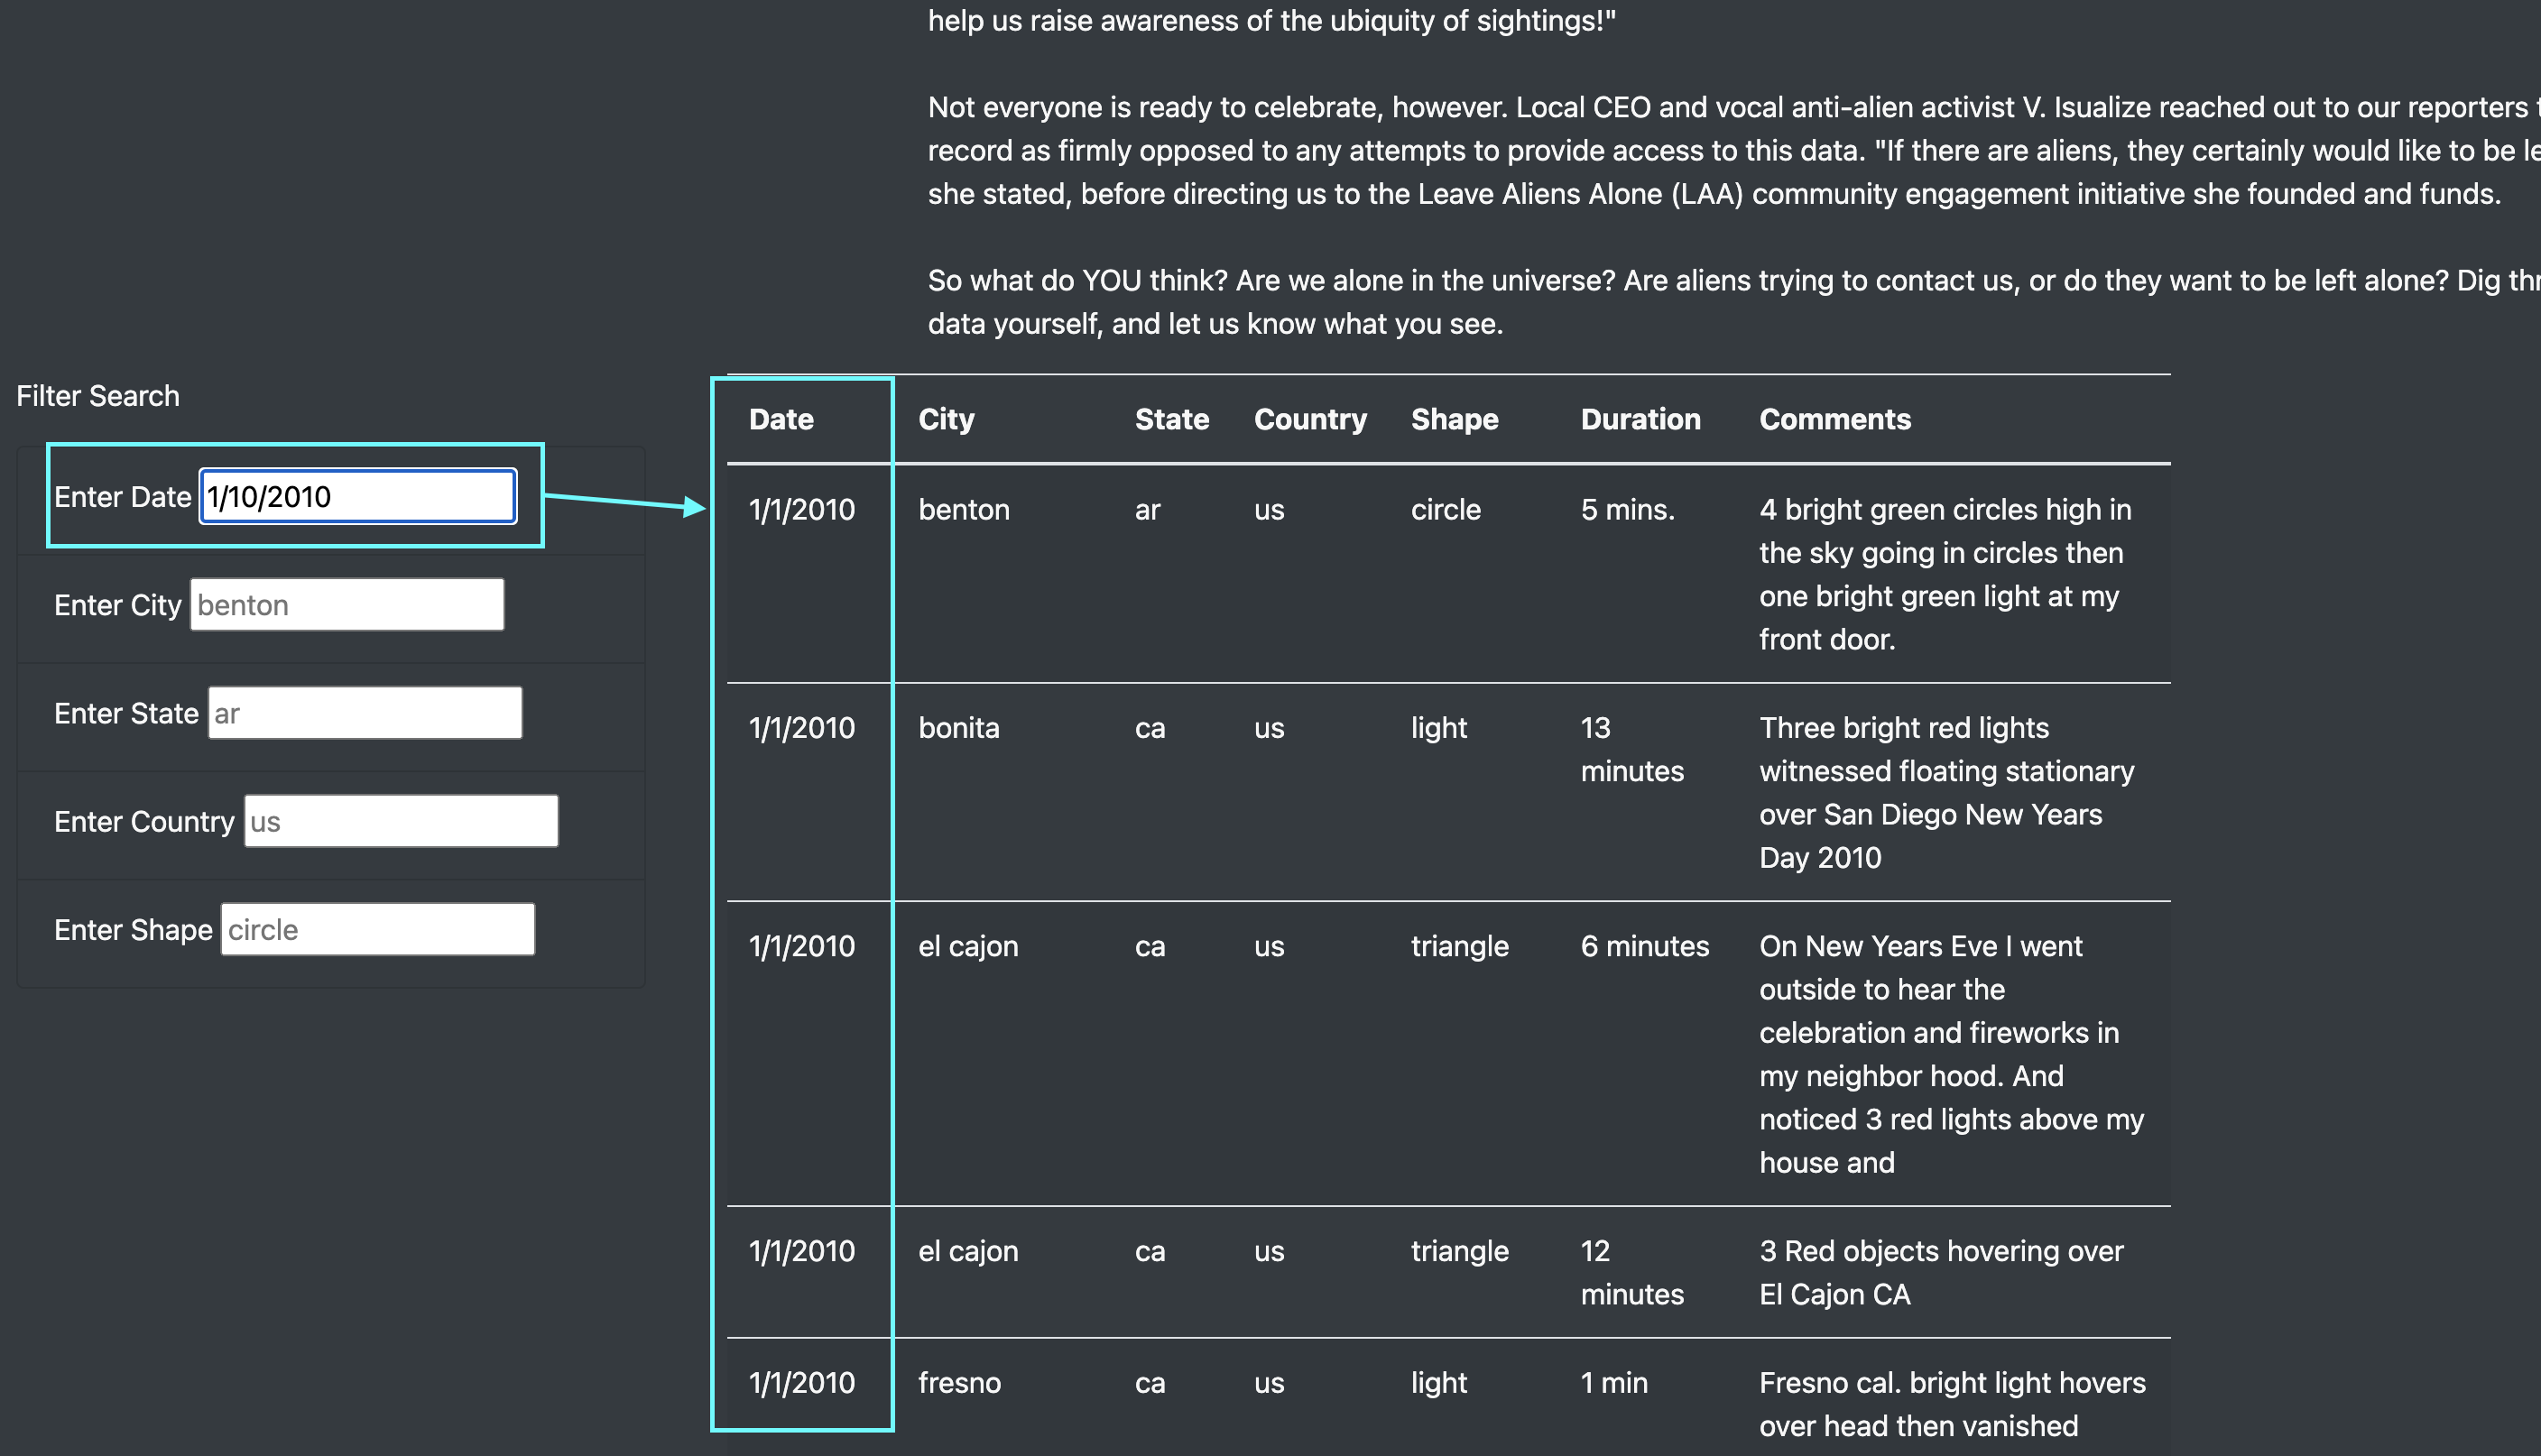 help us raise awareness of the ubiquity of sightings!"
Not everyone is ready to celebrate, however. Local CEO and vocal anti-alien activist V. Isualize reached out to our reporters
record as firmly opposed to any attempts to provide access to this data. "If there are aliens, they certainly would like to be
she stated, before directing us to the Leave Aliens Alone (LAA) community engagement initiative she founded and funds.
So what do YOU think? Are we alone in the universe? Are aliens trying to contact us, or do they want to be left alone? Dig
data yourself, and let us know what you see.
Filter Search
Enter Date 1/10/2010
Enter City benton
Enter State ar
Enter Country us
Enter Shape circle
Date City State Country Shape Duration Comments
1/1/2010 benton ar us circle 5 mins. 4 bright green circles high in
the sky going in circles then
one bright green light at my
front door.
1/1/2010 bonita ca us light 13 Three bright red lights
minutes witnessed floating stationary
over San Diego New Years
Day 2010
1/1/2010 el cajon ca us triangle 6 minutes On New Years Eve I went
outside to hear the
celebration and fireworks in
my neighbor hood. And
noticed 3 red lights above my
house and
1/1/2010 el cajon ca us triangle 12 3 Red objects hovering over
minutes El Cajon CA
1/1/2010 fresno ca us light 1 min Fresno cal. bright light hovers
over head then vanished